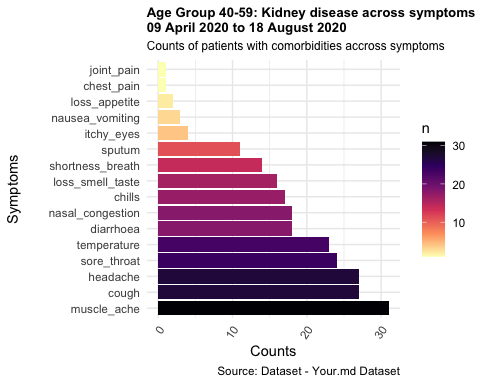 Age Group 40-59: Kidney disease across symptoms
09 April 2020 to 18 August 2020
Counts of patients with comorbidities accross symptoms
Symptoms
joint_pain
chest_pain
loss_appetite
nausea_vomiting
itchy_eyes
sputum
shortness_breath
loss_smell_taste
chills
nasal_congestion
diarrhoea
temperature
sore_throat
headache
cough
muscle_ache
0
10
20
30
Counts
n
30
20
10
Source: Dataset - Your.md Dataset